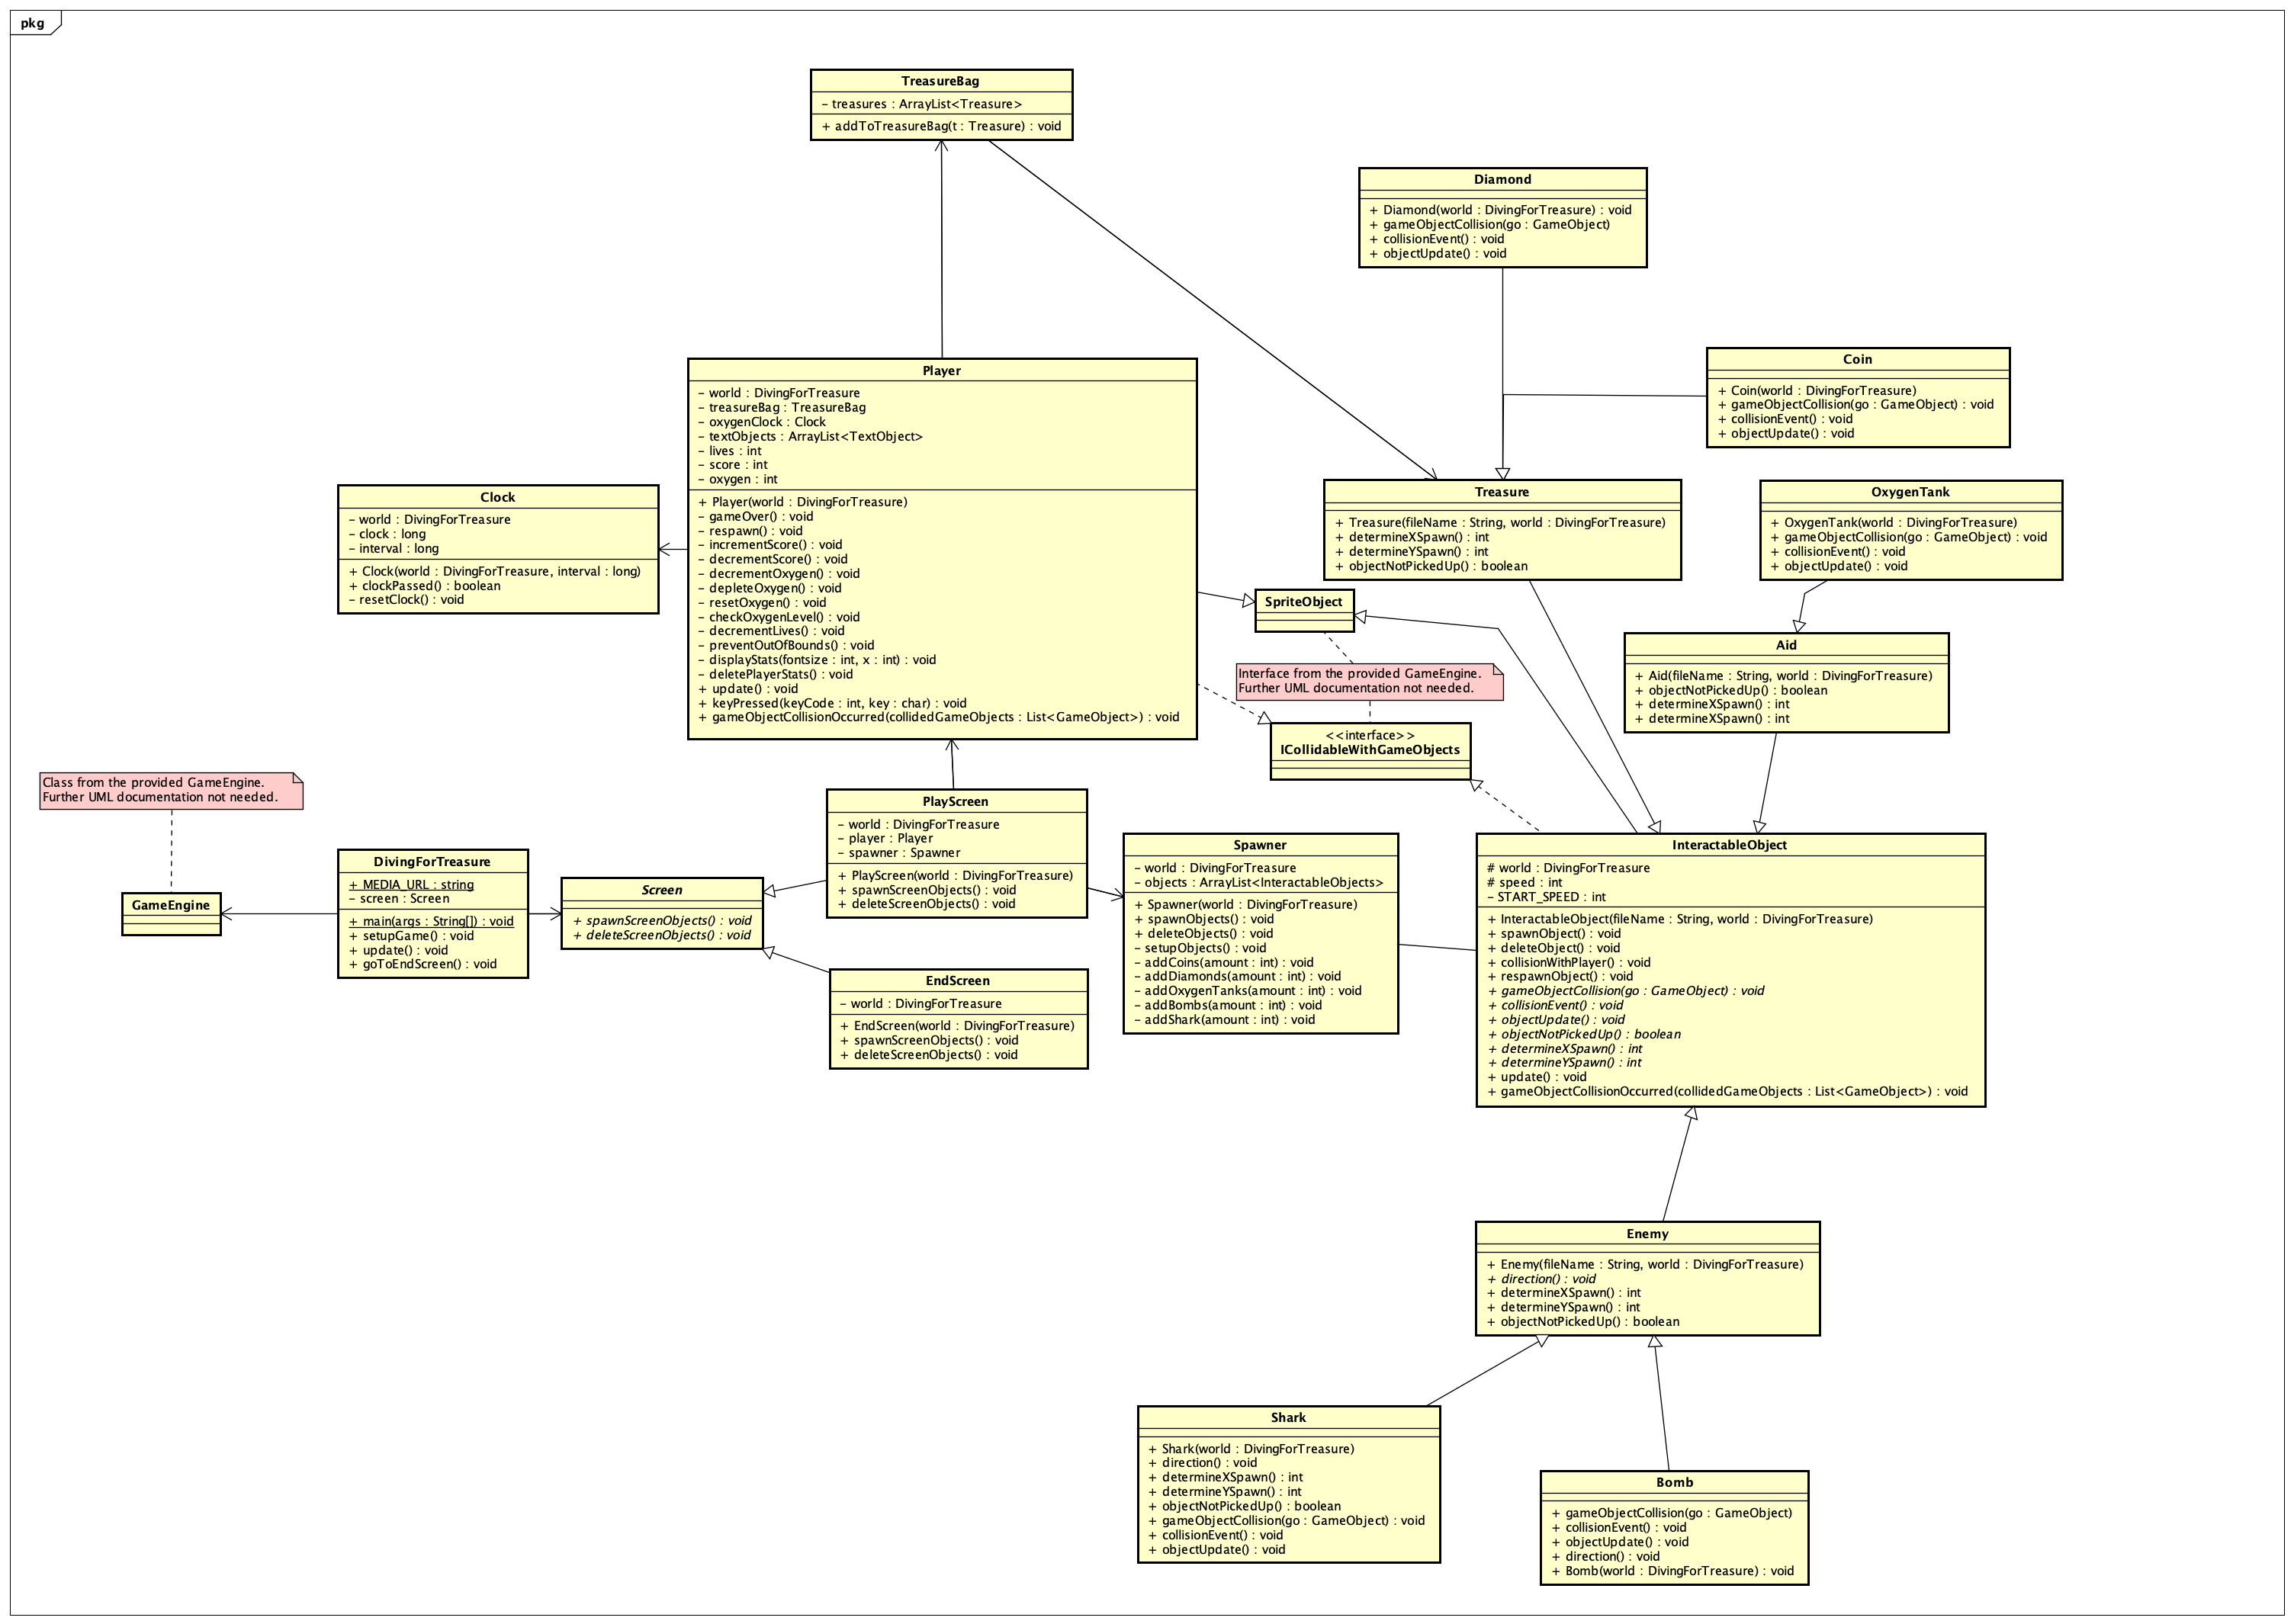 pkg
TreasureBag
– treasures : ArrayList<Treasure>
+ addToTreasureBag(t : Treasure) : void
Diamond
+ Diamond(world : DivingForTreasure) : void
+ gameObjectCollision(go : GameObject)
+ collisionEvent() : void
+ objectUpdate() : void
Coin
+ Coin(world : DivingForTreasure)
+ gameObjectCollision(go : GameObject) : void
+ collisionEvent() : void
+ objectUpdate() : void
Player
– world : DivingForTreasure
– treasureBag : TreasureBag
– oxygenClock : Clock
– textObjects : ArrayList<TextObject>
– lives : int
– score : int
– oxygen : int
+ Player(world : DivingForTreasure)
– gameOver() : void
– respawn() : void
– incrementScore() : void
– decrementScore() : void
– decrementOxygen() : void
– depleteOxygen() : void
– resetOxygen() : void
– checkOxygenLevel() : void
– decrementLives() : void
– preventOutOfBounds() : void
– displayStats(fontsize : int, x : int) : void
– deletePlayerStats() : void
+ update() : void
+ keyPressed(keyCode : int, key : char) : void
+ gameObjectCollisionOccurred(collidedGameObjects : List<GameObject>) : void
Clock
– world : DivingForTreasure
– clock : long
– interval : long
+ Clock(world : DivingForTreasure, interval : long)
+ clockPassed() : boolean
– resetClock() : void
Treasure
+ Treasure(fileName : String, world : DivingForTreasure)
+ determineXSpawn() : int
+ determineYSpawn() : int
+ objectNotPickedUp() : boolean
OxygenTank
+ OxygenTank(world : DivingForTreasure)
+ gameObjectCollision(go : GameObject) : void
+ collisionEvent() : void
+ objectUpdate() : void
SpriteObject
Interface from the provided GameEngine.
Further UML documentation not needed.
Aid
+ Aid(fileName : String, world : DivingForTreasure)
+ objectNotPickedUp() : boolean
+ determineXSpawn() : int
+ determineXSpawn() : int
<<interface>>
ICollidableWithGameObjects
Class from the provided GameEngine.
Further UML documentation not needed.
GameEngine
DivingForTreasure
+ MEDIA_URL : string
– screen : Screen
+ main(args : String[]) : void
+ setupGame() : void
+ update() : void
+ goToEndScreen() : void
Screen
+ spawnScreenObjects() : void
+ deleteScreenObjects() : void
PlayScreen
– world : DivingForTreasure
– player : Player
– spawner : Spawner
+ PlayScreen(world : DivingForTreasure)
+ spawnScreenObjects() : void
+ deleteScreenObjects() : void
EndScreen
– world : DivingForTreasure
+ EndScreen(world : DivingForTreasure)
+ spawnScreenObjects() : void
+ deleteScreenObjects() : void
Spawner
– world : DivingForTreasure
– objects : ArrayList<InteractableObjects>
+ Spawner(world : DivingForTreasure)
+ spawnObjects() : void
+ deleteObjects() : void
– setupObjects() : void
– addCoins(amount : int) : void
– addDiamonds(amount : int) : void
– addOxygenTanks(amount : int) : void
– addBombs(amount : int) : void
– addShark(amount : int) : void
InteractableObject
# world : DivingForTreasure
# speed : int
– START_SPEED : int
+ InteractableObject(fileName : String, world : DivingForTreasure)
+ spawnObject() : void
+ deleteObject() : void
+ collisionWithPlayer() : void
+ respawnObject() : void
+ gameObjectCollision(go : GameObject) : void
+ collisionEvent() : void
+ objectUpdate() : void
+ objectNotPickedUp() : boolean
+ determineXSpawn() : int
+ determineYSpawn() : int
+ update() : void
+ gameObjectCollisionOccurred(collidedGameObjects : List<GameObject>) : void
Enemy
+ Enemy(fileName : String, world : DivingForTreasure)
+ direction() : void
+ determineXSpawn() : int
+ determineYSpawn() : int
+ objectNotPickedUp() : boolean
Shark
+ Shark(world : DivingForTreasure)
+ direction() : void
+ determineXSpawn() : int
+ determineYSpawn() : int
+ objectNotPickedUp() : boolean
+ gameObjectCollision(go : GameObject) : void
+ collisionEvent() : void
+ objectUpdate() : void
Bomb
+ gameObjectCollision(go : GameObject)
+ collisionEvent() : void
+ objectUpdate() : void
+ direction() : void
+ Bomb(world : DivingForTreasure) : void